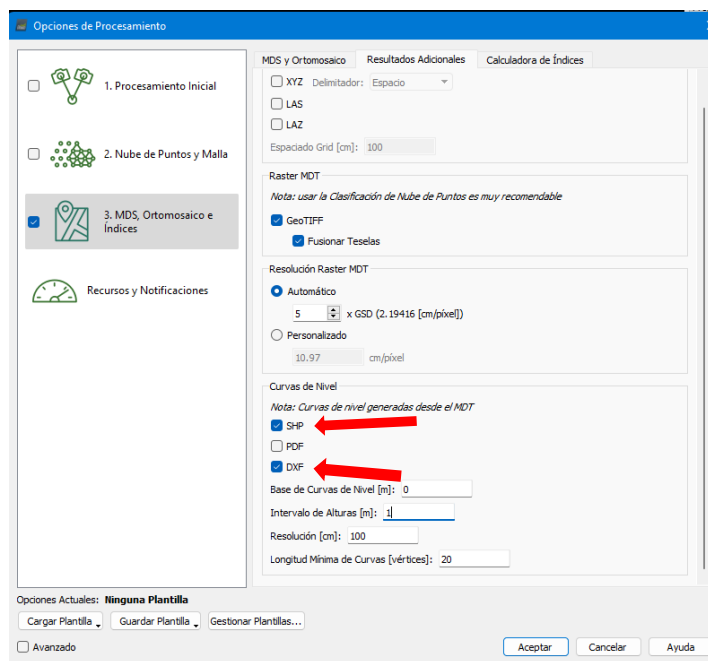 Opciones de Procesamiento
1. Procesamiento Inicial
2. Nube de Puntos y Malla
3. MDS, Ortomosaico e
Índices
Recursos y Notificaciones
MDS y Ortomosaico Resultados Adicionales Calculadora de Índices
XYZ Delimitador: Espacio
LAS
LAZ
Espaciado Grid [cm]: 100
Raster MDT
Nota: usar la Clasificación de Nube de Puntos es muy recomendable
GeoTIFF
Fusionar Teselas
Resolución Raster MDT
Automático
5 x GSD (2.19416 [cm/píxel])
Personalizado
10.97 cm/píxel
Curvas de Nivel
Nota: Curvas de nivel generadas desde el MDT
SHP
PDF
DXF
Base de Curvas de Nivel [m]: 0
Intervalo de Alturas [m]: 1
Resolución [cm]: 100
Longitud Mínima de Curvas [vértices]: 20
Opciones Actuales: Ninguna Plantilla
Cargar Plantilla Guardar Plantilla Gestionar Plantillas...
Avanzado Aceptar Cancelar Ayuda